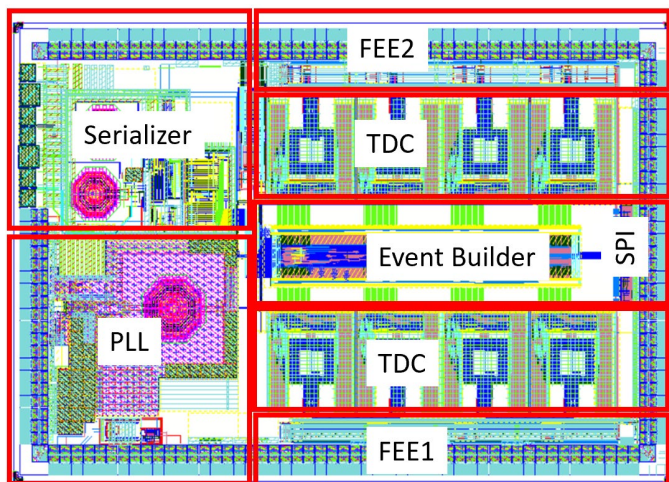 FEE2
Serializer
TDC
Event Builder
SPI
PLL
TDC
FEE1